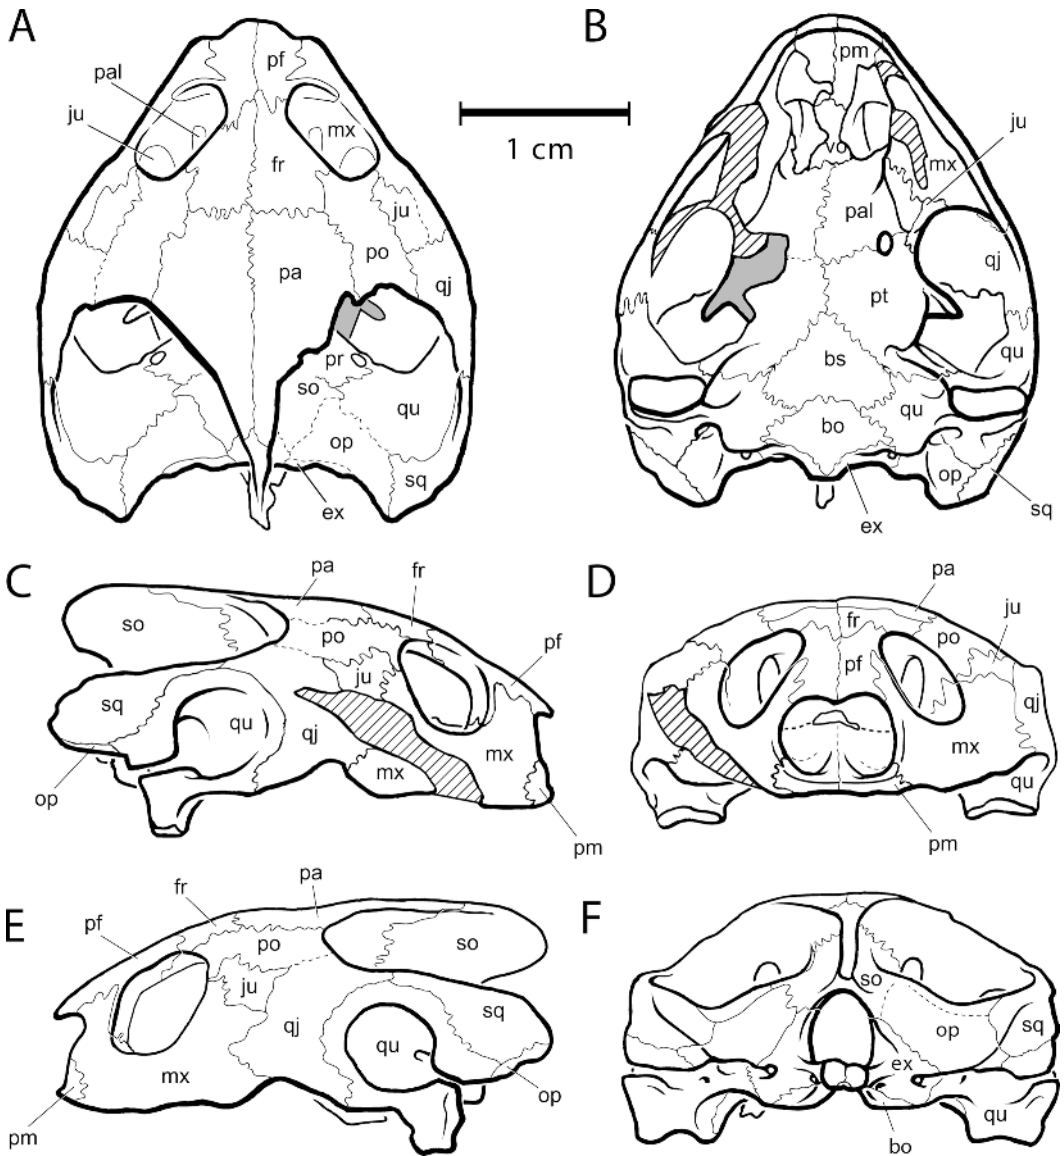 A
pf
pal
ju
mx
fr
ju
po
qj
pa
pr
so
qu
op
sq
ex
1 cm
B
pm
ju
mx
pal
qj
pt
bs
qu
qu
bo
op
sq
ex
C
pa
fr
so
po
pf
ju
sq
qu
qj
mx
mx
op
pm
D
pa
fr
ju
po
pf
qj
mx
qu
pm
E
pa
fr
pf
po
so
ju
sq
qj
qu
mx
op
pm
F
so
op
sq
ex
qu
bo